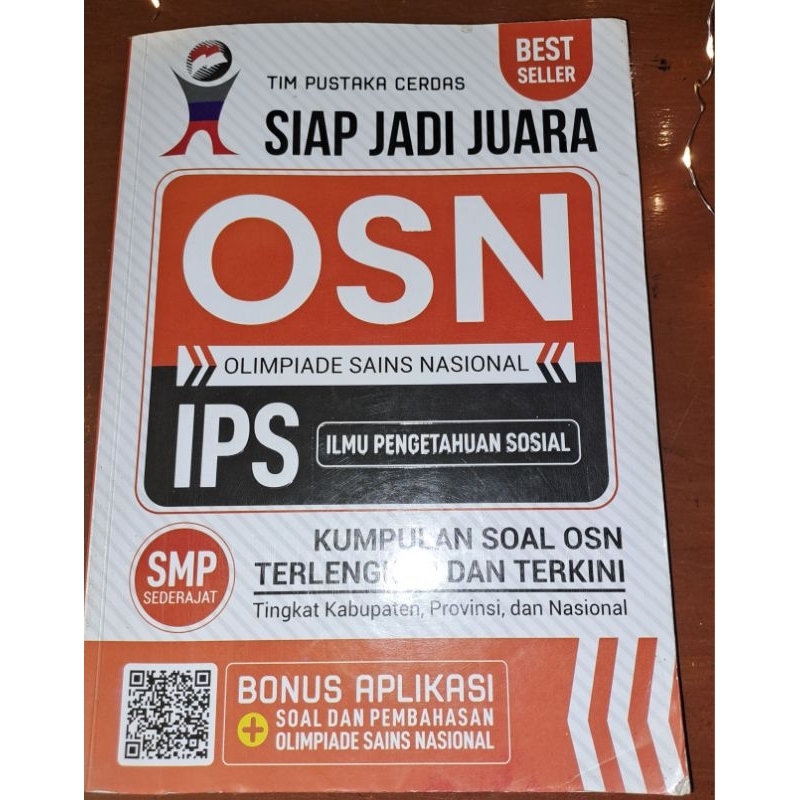 BEST
SELLER
TIM PUSTAKA CERDAS
SIAP JADI JUARA
OSN
OLIMPIADE SAINS NASIONAL
IPS
ILMU PENGETAHUAN SOSIAL
SMP
SEDERAJAT
KUMPULAN SOAL OSN
TERLENGKAP DAN TERKINI
Tingkat Kabupaten, Provinsi, dan Nasional
BONUS APLIKASI
+ SOAL DAN PEMBAHASAN
OLIMPIADE SAINS NASIONAL